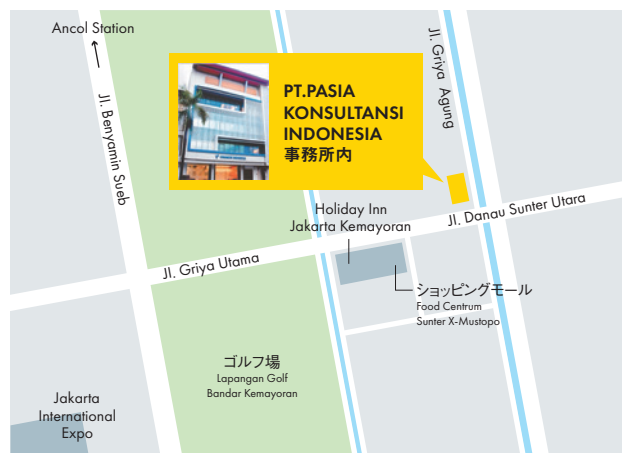 Ancol Station
Jl. Benyamin Sueb
Jl. Griya Agung
PT.PASIA
KONSULTANSI
INDONESIA
事務所内
Holiday Inn
Jakarta Kemayoran
Jl. Danau Sunter Utara
Jl. Griya Utama
ショッピングモール
Food Centrum
Sunter X-Mustopo
ゴルフ場
Lapangan Golf
Bandar Kemayoran
Jakarta
International
Expo